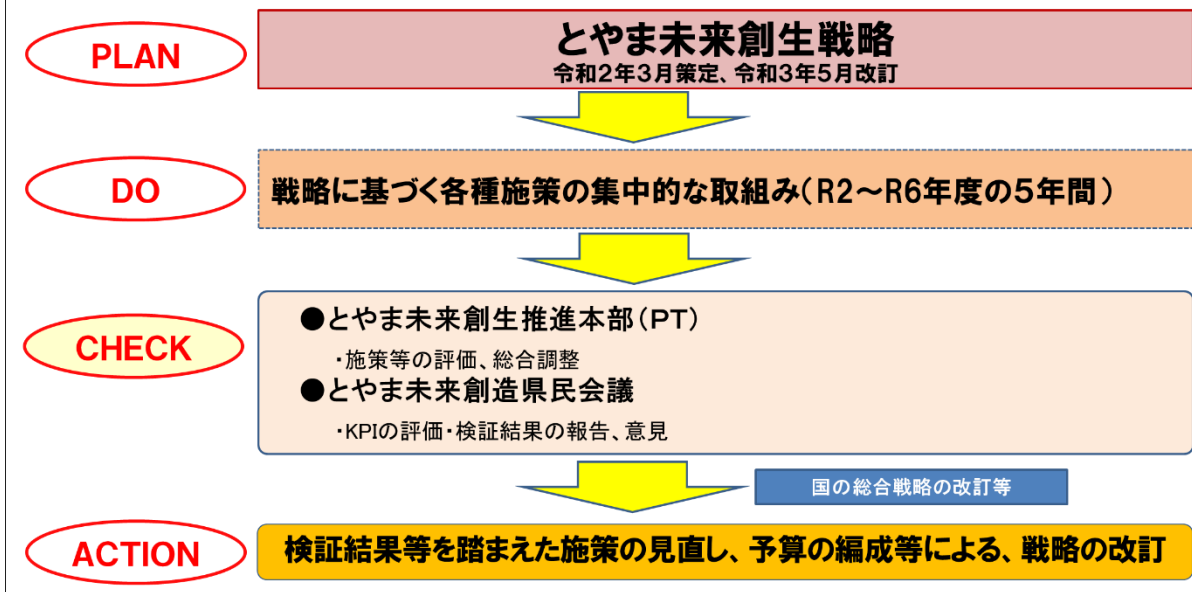 PLAN
とやま未来創生戦略
令和2年3月策定、令和3年5月改訂
DO
戦略に基づく各種施策の集中的な取組み(R2～R6年度の5年間)
CHECK
●とやま未来創生推進本部(PT)
・施策等の評価、総合調整
●とやま未来創造県民会議
・KPIの評価・検証結果の報告、意見
国の総合戦略の改訂等
ACTION
検証結果等を踏まえた施策の見直し、予算の編成等による、戦略の改訂